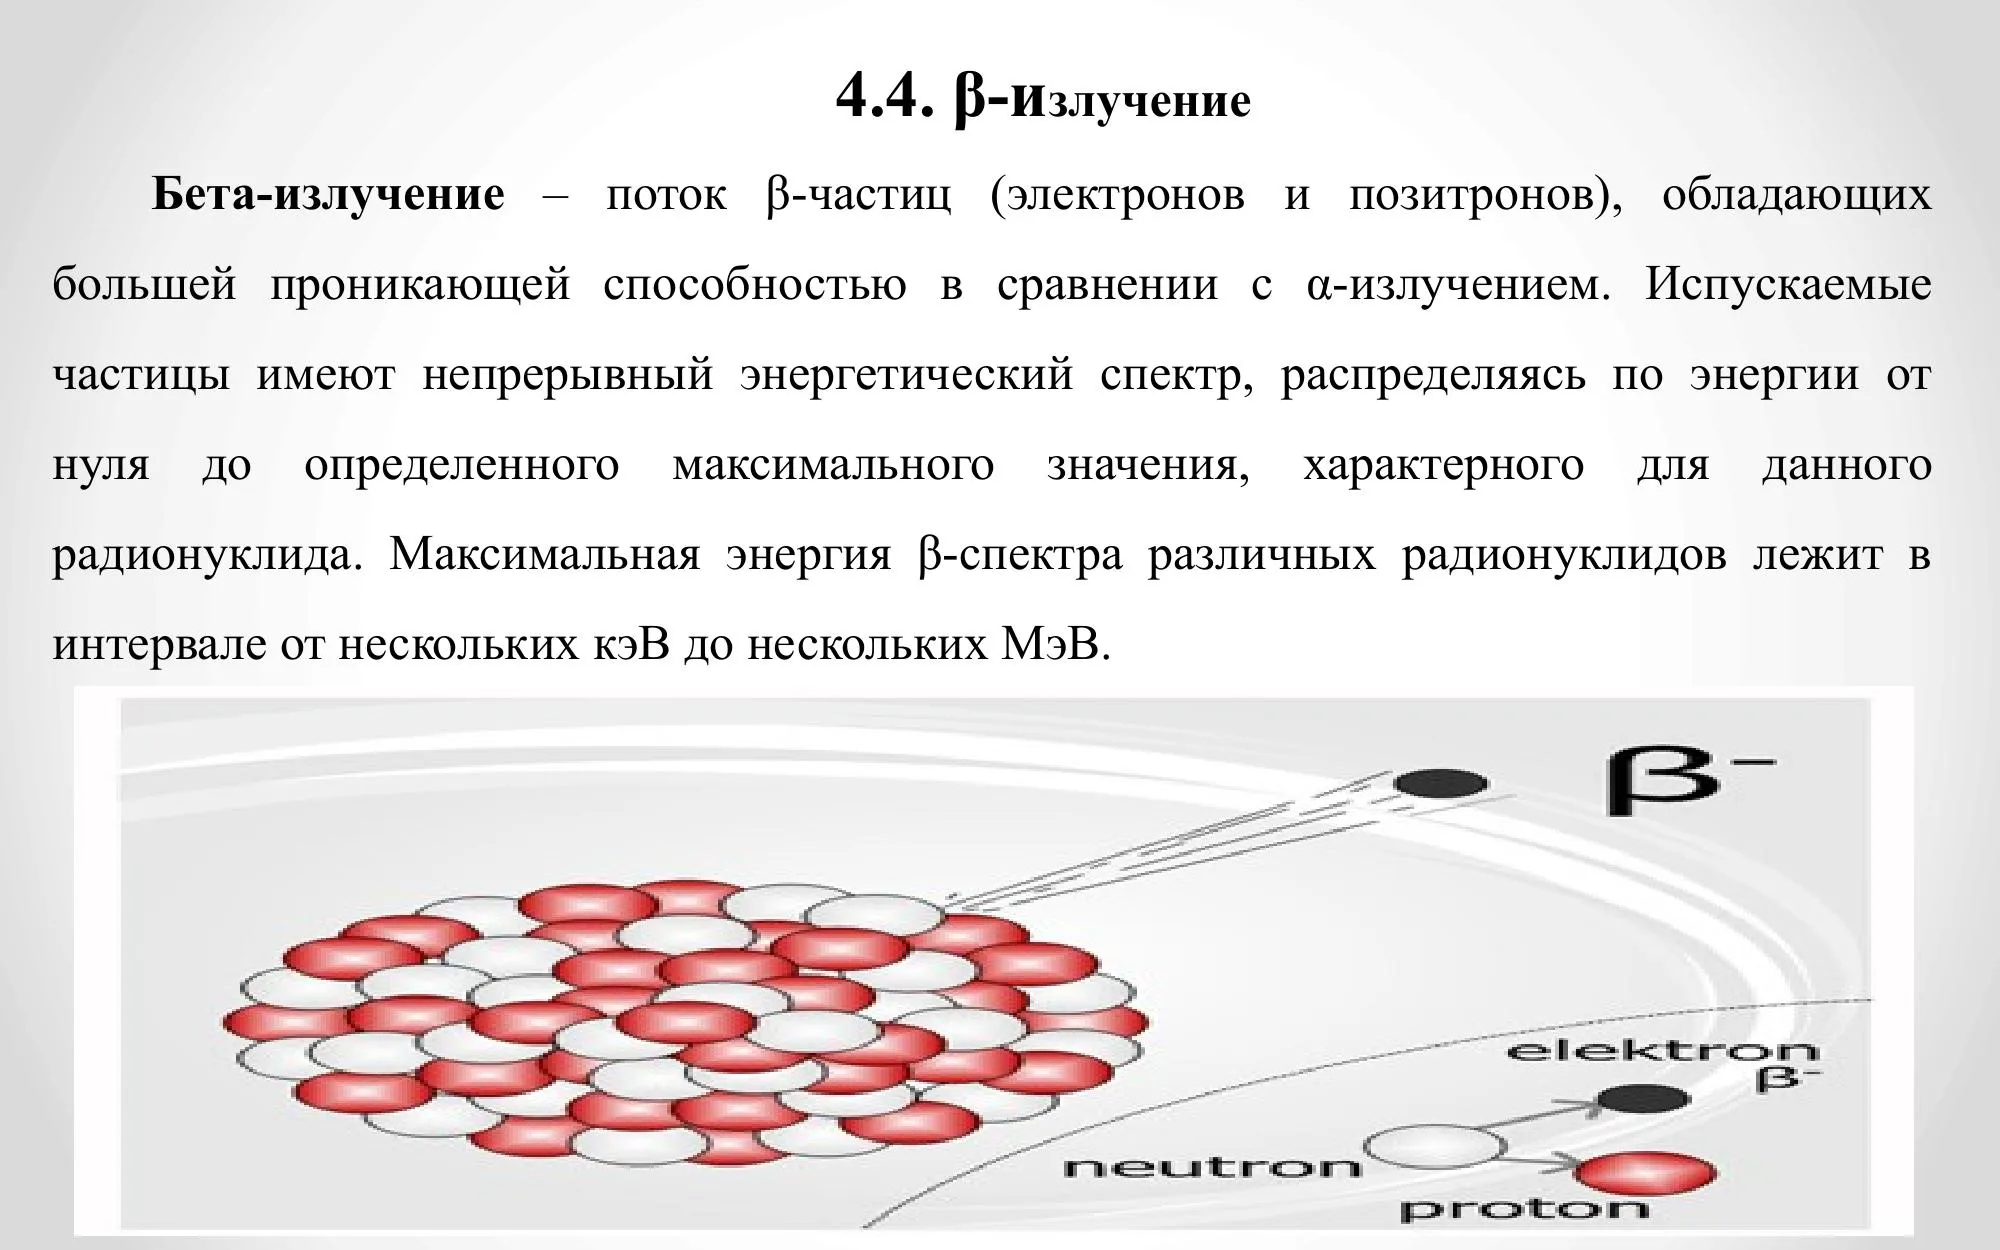 4.4. β-излучение
Бета-излучение – поток β-частиц (электронов и позитронов), обладающих
большей проникающей способностью в сравнении с α-излучением. Испускаемые
частицы имеют непрерывный энергетический спектр, распределяясь по энергии от
нуля до определенного максимального значения, характерного для данного
радионуклида. Максимальная энергия β-спектра различных радионуклидов лежит в
интервале от нескольких кэВ до нескольких МэВ.
β⁻
elektron
β⁻
neutron
proton